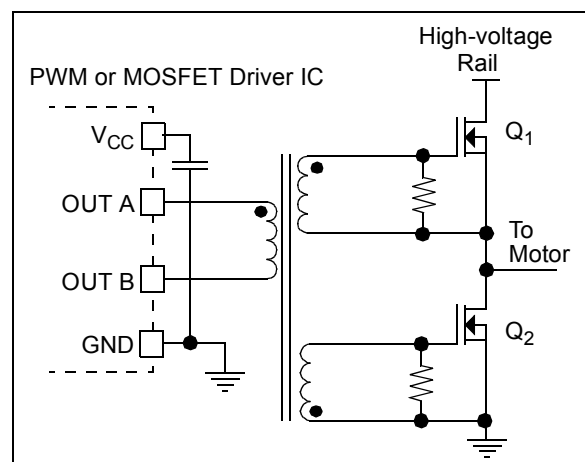 High-voltage
Rail
PWM or MOSFET Driver IC
VCC
Q1
OUT A
To
Motor
OUT B
Q2
GND